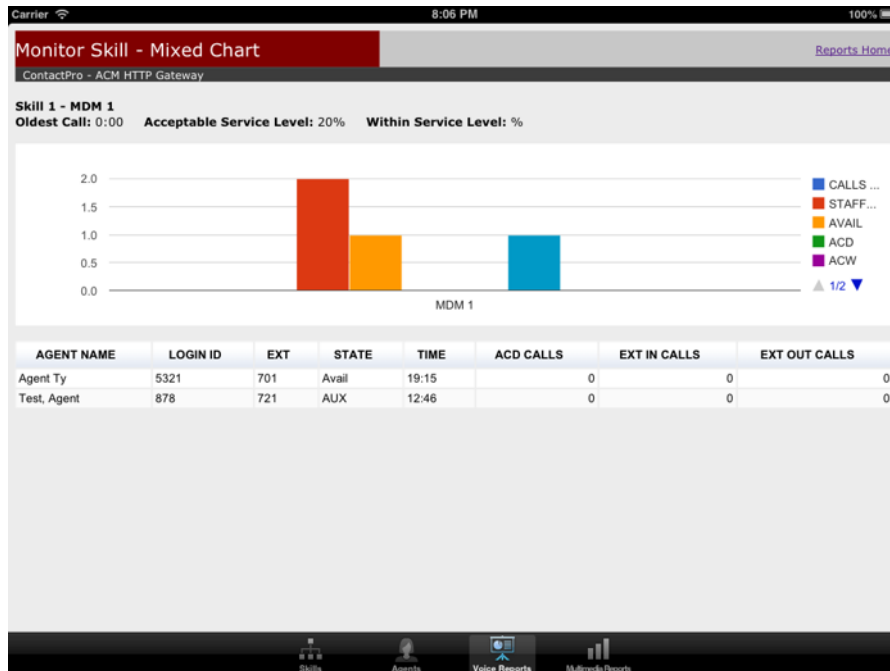 Carrier 8:06 PM 100%
Monitor Skill - Mixed Chart Reports Home
ContactPro - ACM HTTP Gateway
Skill 1 - MDM 1
Oldest Call: 0:00 Acceptable Service Level: 20% Within Service Level: %
2.0
1.5
1.0
0.5
0.0
MDM 1
CALLS ...
STAFF...
AVAIL
ACD
ACW
1/2
AGENT NAME LOGIN ID EXT STATE TIME ACD CALLS EXT IN CALLS EXT OUT CALLS
Agent Ty 5321 701 Avail 19:15 0 0 0
Test, Agent 878 721 AUX 12:46 0 0 0
Skills Agents Voice Reports Multimedia Reports